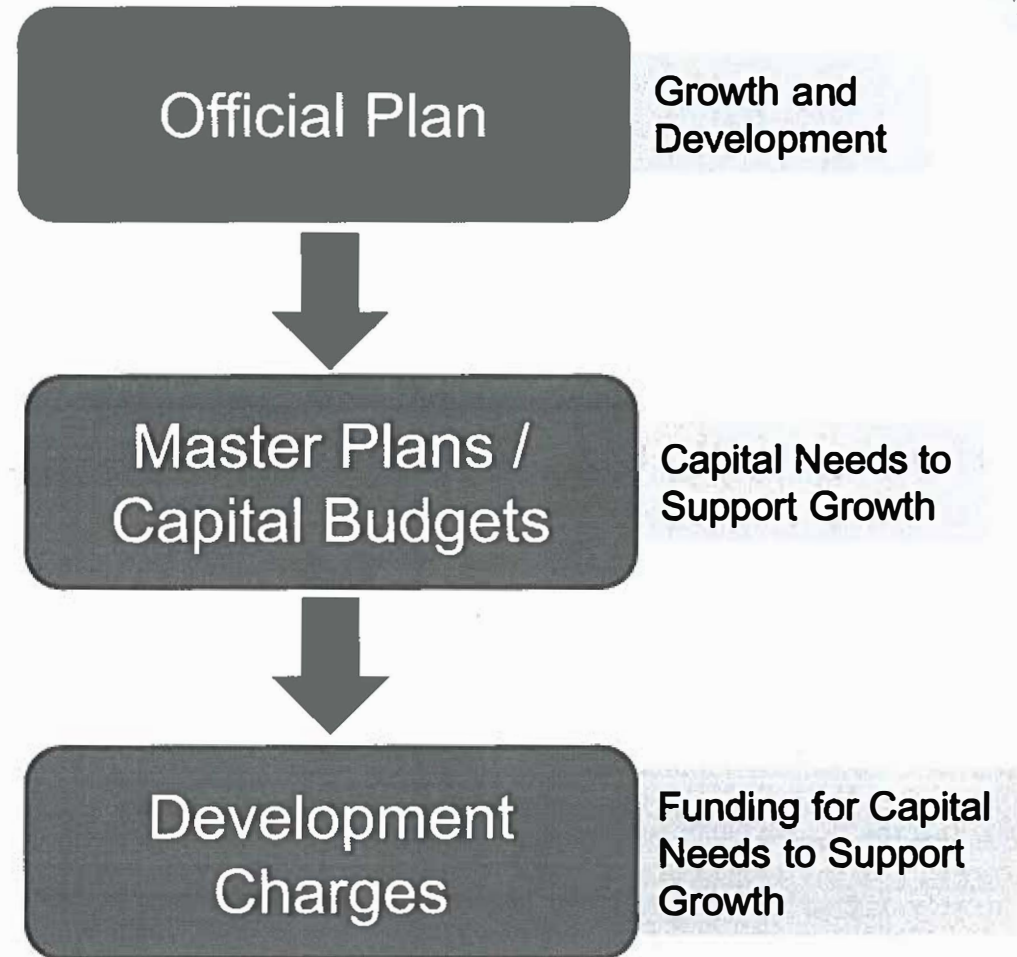 Official Plan
Growth and
Development
Master Plans /
Capital Budgets
Capital Needs to
Support Growth
Development
Charges
Funding for Capital
Needs to Support
Growth